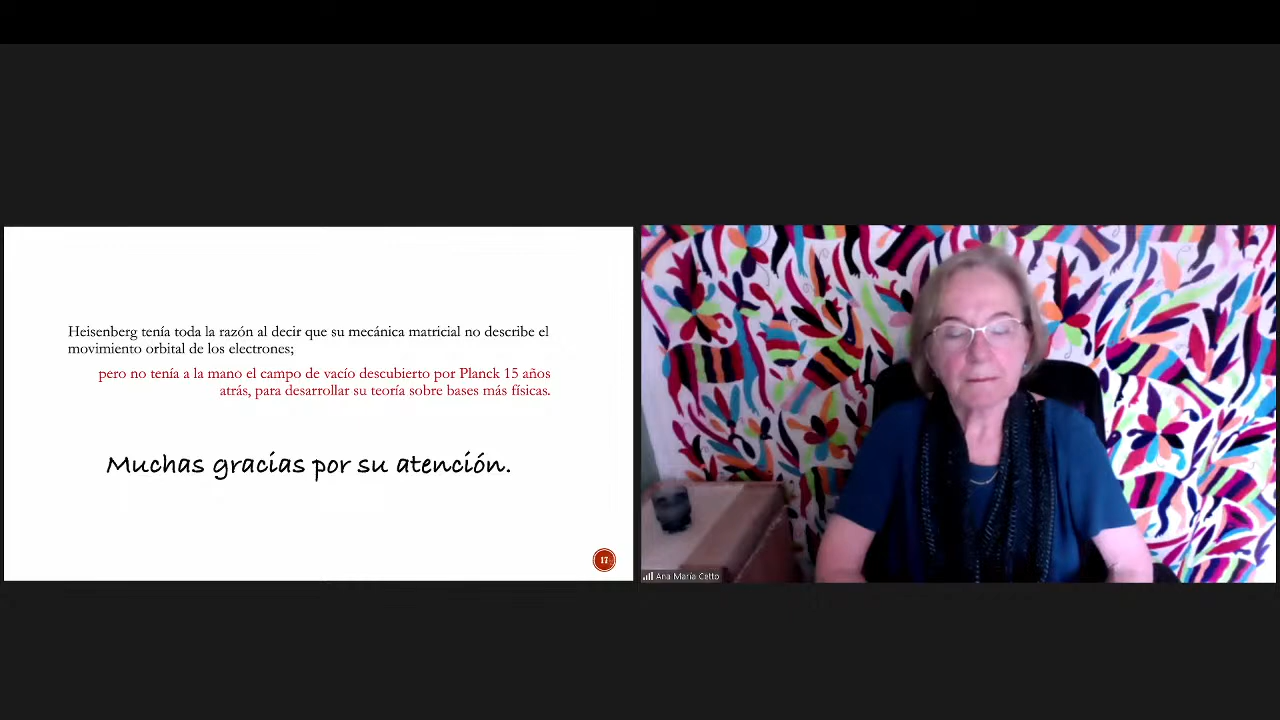 Heisenberg tenía toda la razón al decir que su mecánica matricial no describe el
movimiento orbital de los electrones;
pero no tenía a la mano el campo de vacío descubierto por Planck 15 años
atrás, para desarrollar su teoría sobre bases más físicas.
Muchas gracias por su atención.
17
Ana María Cetto